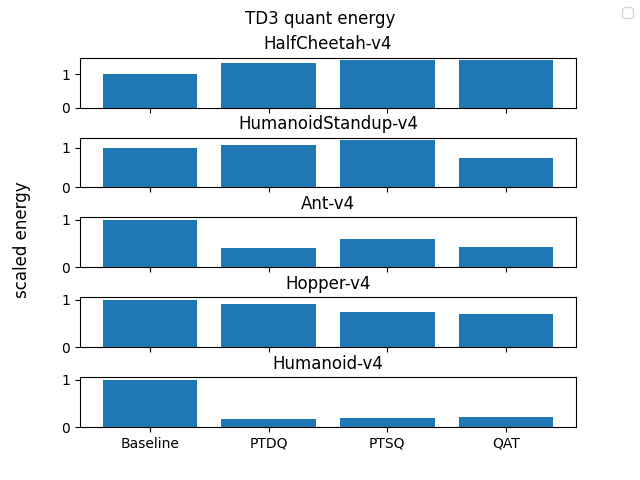 TD3 quant energy
HalfCheetah-v4
1
0
HumanoidStandup-v4
1
0
Ant-v4
1
0
scaled energy
Hopper-v4
1
0
Humanoid-v4
1
0
Baseline PTDQ PTSQ QAT